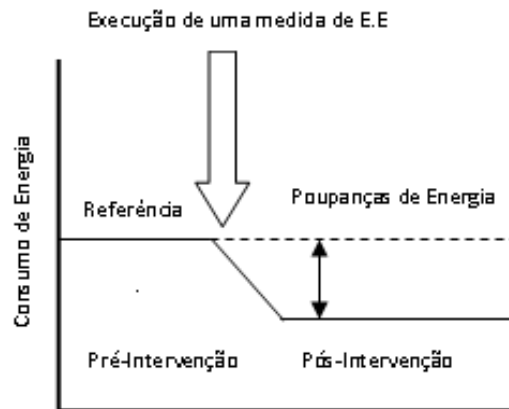 Execução de uma medida de E.E
Consumo de Energia
Referência
Poupanças de Energia
Pré-Intervenção
Pós-Intervenção